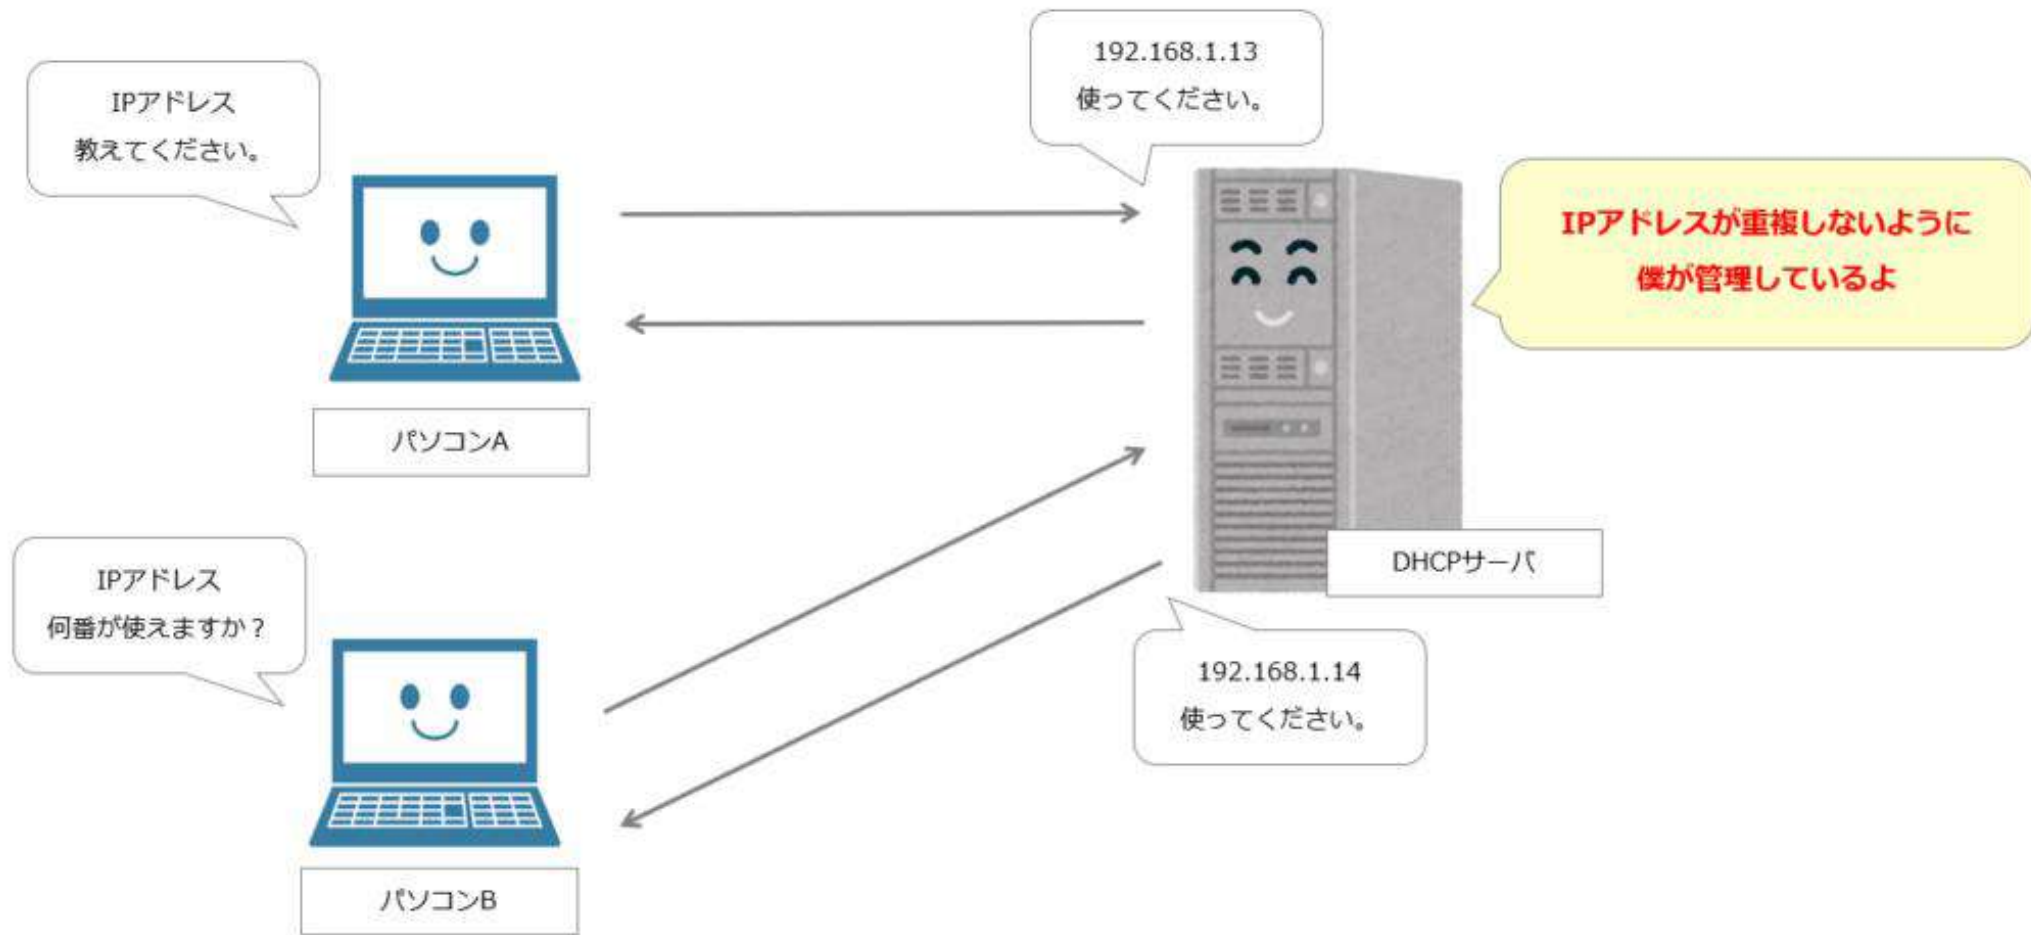 192.168.1.13
使ってください。
IPアドレス
教えてください。
IPアドレスが重複しないように
僕が管理しているよ
パソコンA
DHCPサーバ
IPアドレス
何番が使えますか？
192.168.1.14
使ってください。
パソコンB